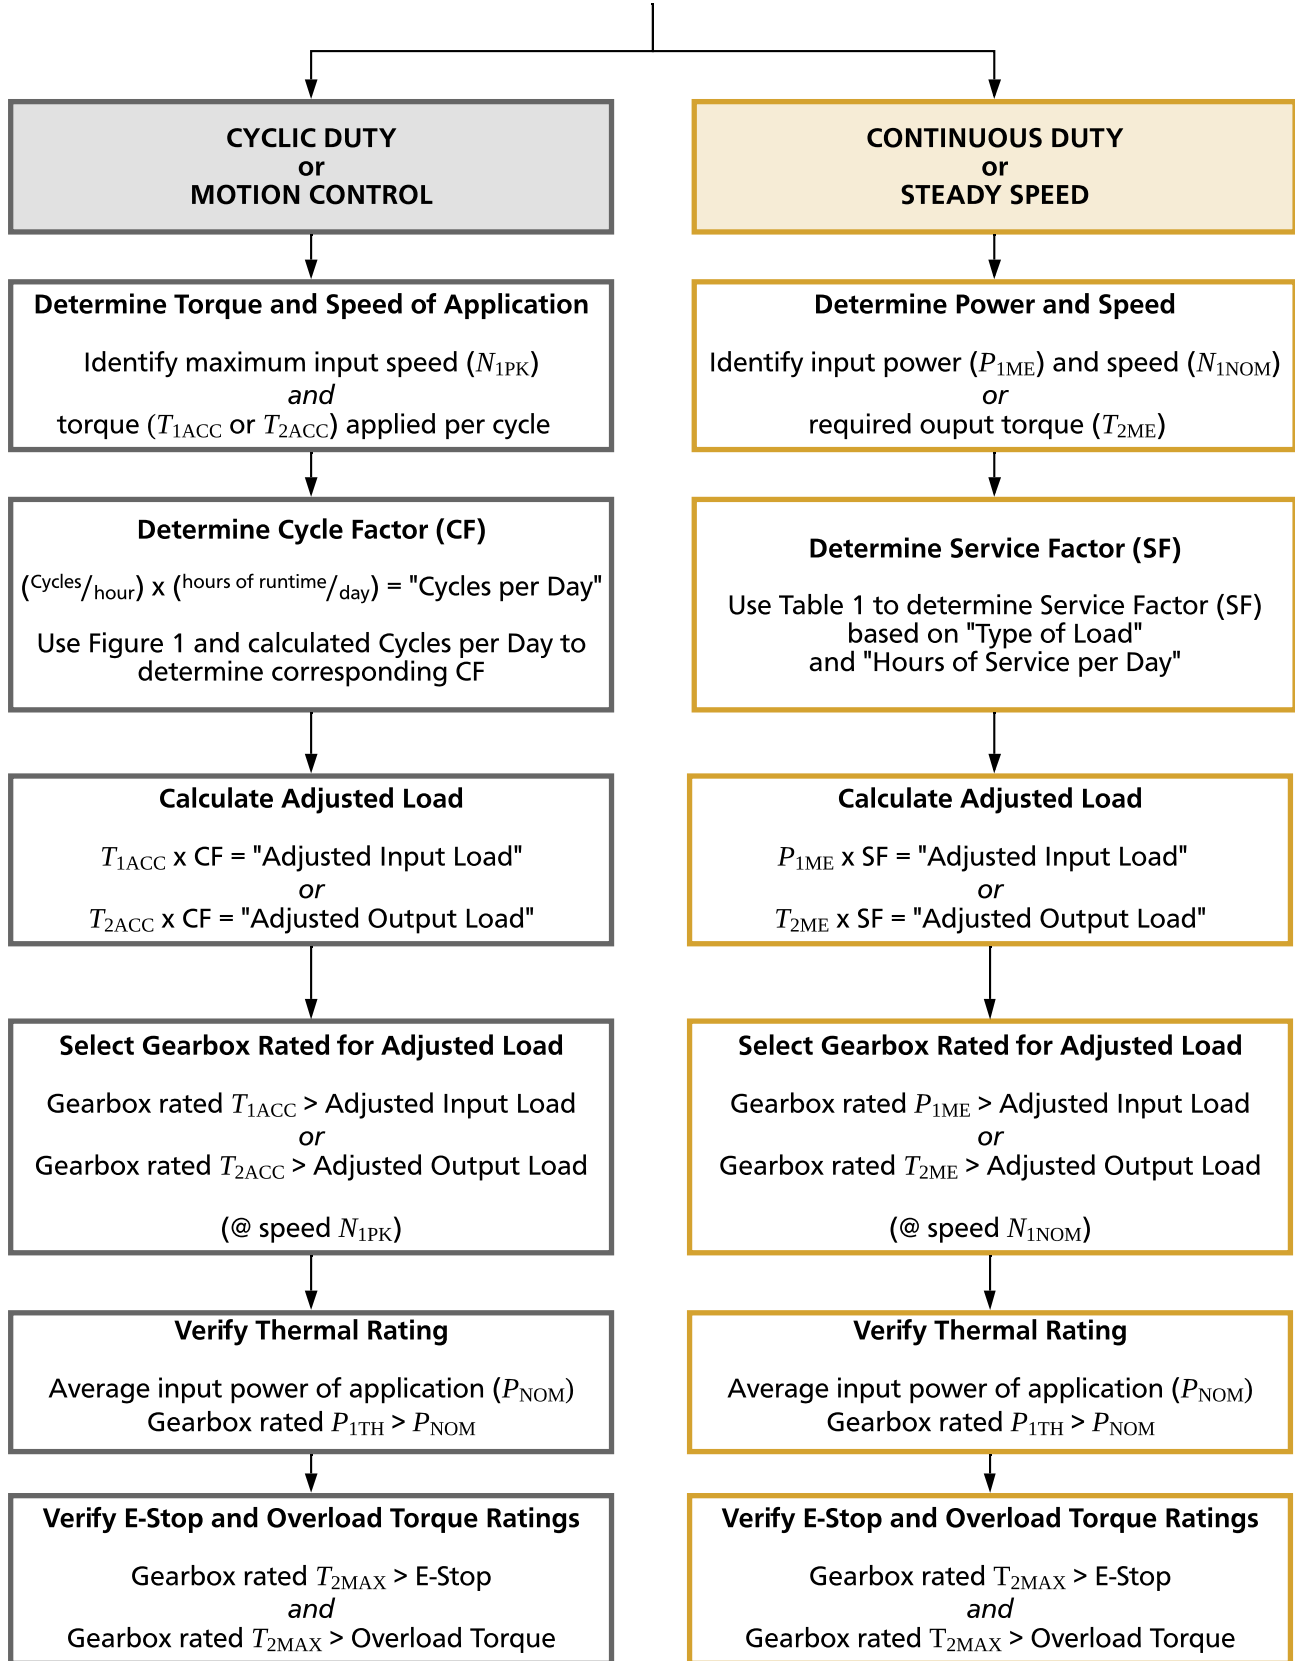 CYCLIC DUTY
or
MOTION CONTROL
Determine Torque and Speed of Application
Identify maximum input speed (N1PK)
and
torque (T1ACC or T2ACC) applied per cycle
Determine Cycle Factor (CF)
(Cycles/hour) x (hours of runtime/day) = "Cycles per Day"
Use Figure 1 and calculated Cycles per Day to
determine corresponding CF
Calculate Adjusted Load
T1ACC x CF = "Adjusted Input Load"
or
T2ACC x CF = "Adjusted Output Load"
Select Gearbox Rated for Adjusted Load
Gearbox rated T1ACC > Adjusted Input Load
or
Gearbox rated T2ACC > Adjusted Output Load
(@ speed N1PK)
Verify Thermal Rating
Average input power of application (PNOM)
Gearbox rated P1TH > PNOM
Verify E-Stop and Overload Torque Ratings
Gearbox rated T2MAX > E-Stop
and
Gearbox rated T2MAX > Overload Torque
CONTINUOUS DUTY
or
STEADY SPEED
Determine Power and Speed
Identify input power (P1ME) and speed (N1NOM)
or
required ouput torque (T2ME)
Determine Service Factor (SF)
Use Table 1 to determine Service Factor (SF)
based on "Type of Load"
and "Hours of Service per Day"
Calculate Adjusted Load
P1ME x SF = "Adjusted Input Load"
or
T2ME x SF = "Adjusted Output Load"
Select Gearbox Rated for Adjusted Load
Gearbox rated P1ME > Adjusted Input Load
or
Gearbox rated T2ME > Adjusted Output Load
(@ speed N1NOM)
Verify Thermal Rating
Average input power of application (PNOM)
Gearbox rated P1TH > PNOM
Verify E-Stop and Overload Torque Ratings
Gearbox rated T2MAX > E-Stop
and
Gearbox rated T2MAX > Overload Torque